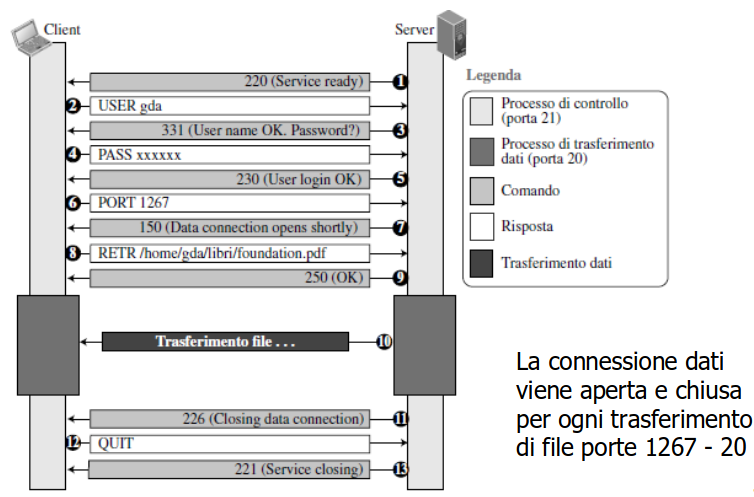 Client
Server
220 (Service ready) 1
2 USER gda
331 (User name OK. Password?) 3
4 PASS xxxxxx
230 (User login OK) 5
6 PORT 1267
150 (Data connection opens shortly) 7
8 RETR /home/gda/libri/foundation.pdf
250 (OK) 9
Trasferimento file . . . 10
226 (Closing data connection) 11
12 QUIT
221 (Service closing) 13
Legenda
Processo di controllo
(porta 21)
Processo di trasferimento
dati (porta 20)
Comando
Risposta
Trasferimento dati
La connessione dati
viene aperta e chiusa
per ogni trasferimento
di file porte 1267 - 20